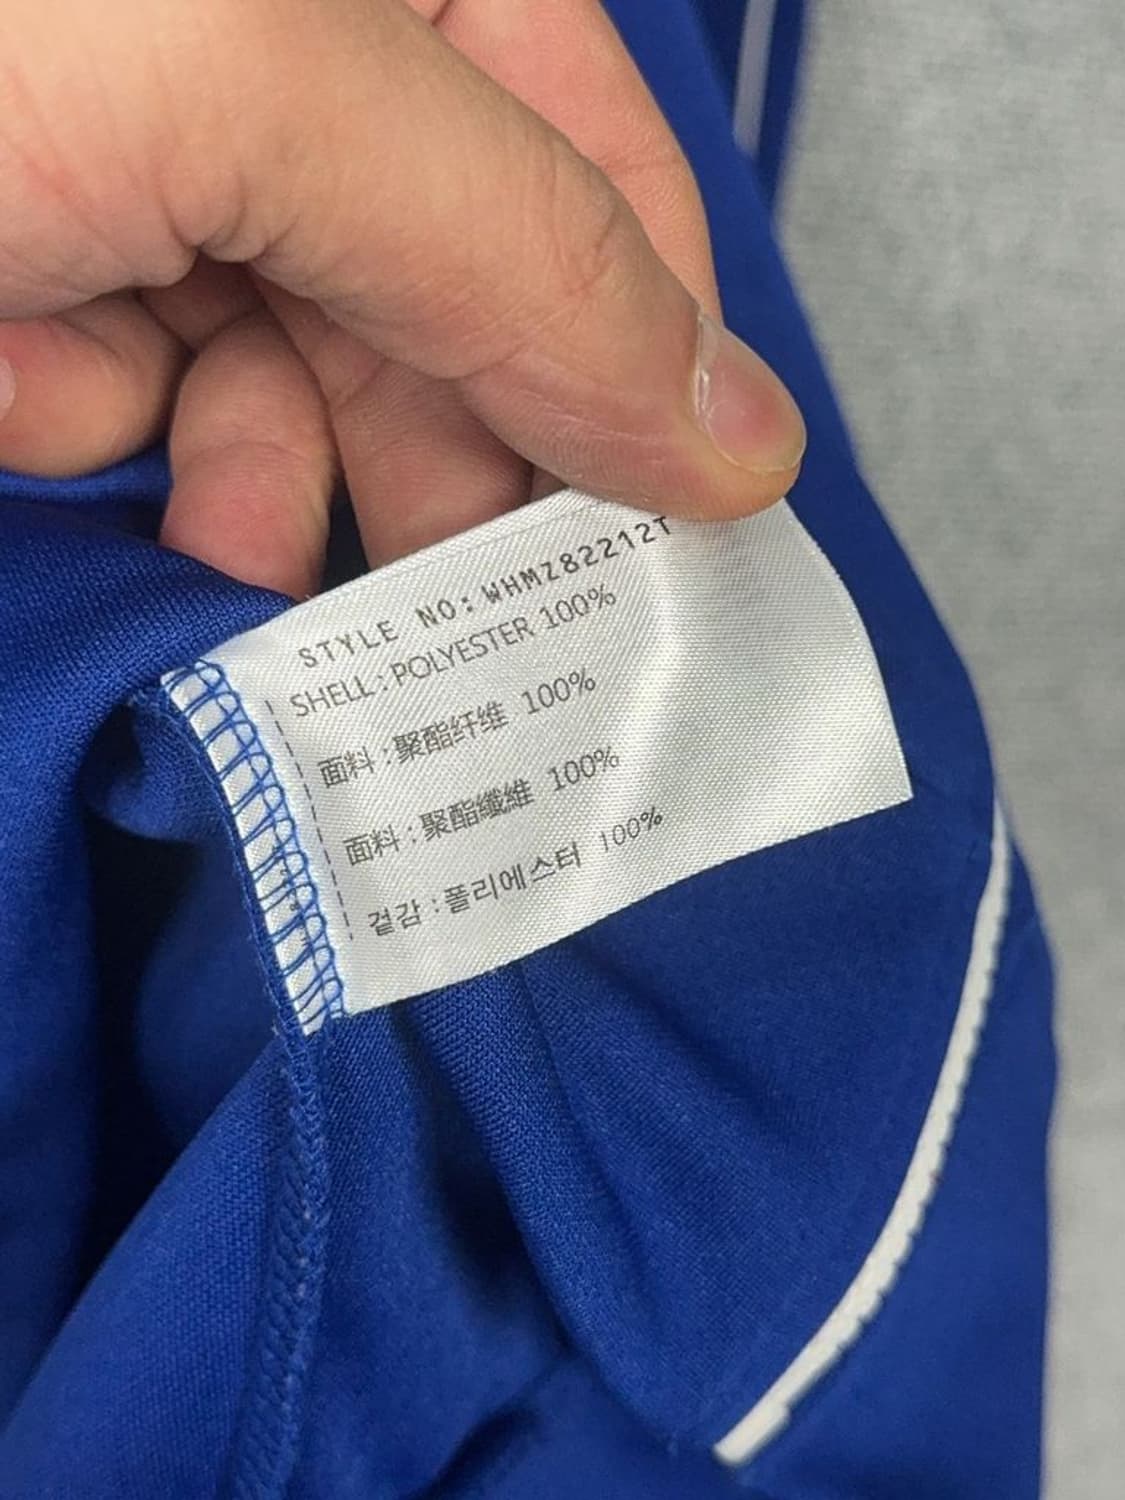 STYLE NO:WHMZ82212T
SHELL:POLYESTER 100%
面料:聚酯纤维 100%
面料:聚酯纖維 100%
겉감:폴리에스터 100%